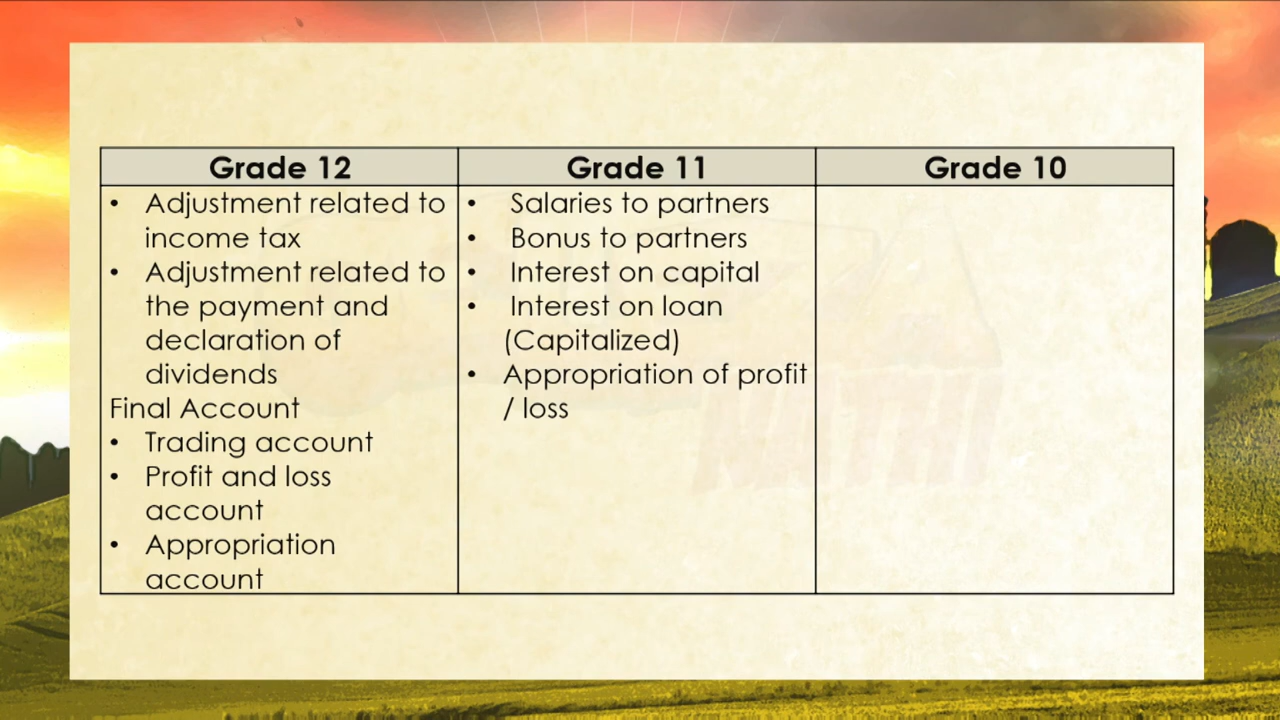 Grade 12
Grade 11
Grade 10
• Adjustment related to
income tax
• Adjustment related to
the payment and
declaration of
dividends
Final Account
• Trading account
• Profit and loss
account
• Appropriation
account
• Salaries to partners
• Bonus to partners
• Interest on capital
• Interest on loan
(Capitalized)
• Appropriation of profit
/ loss
NATHI